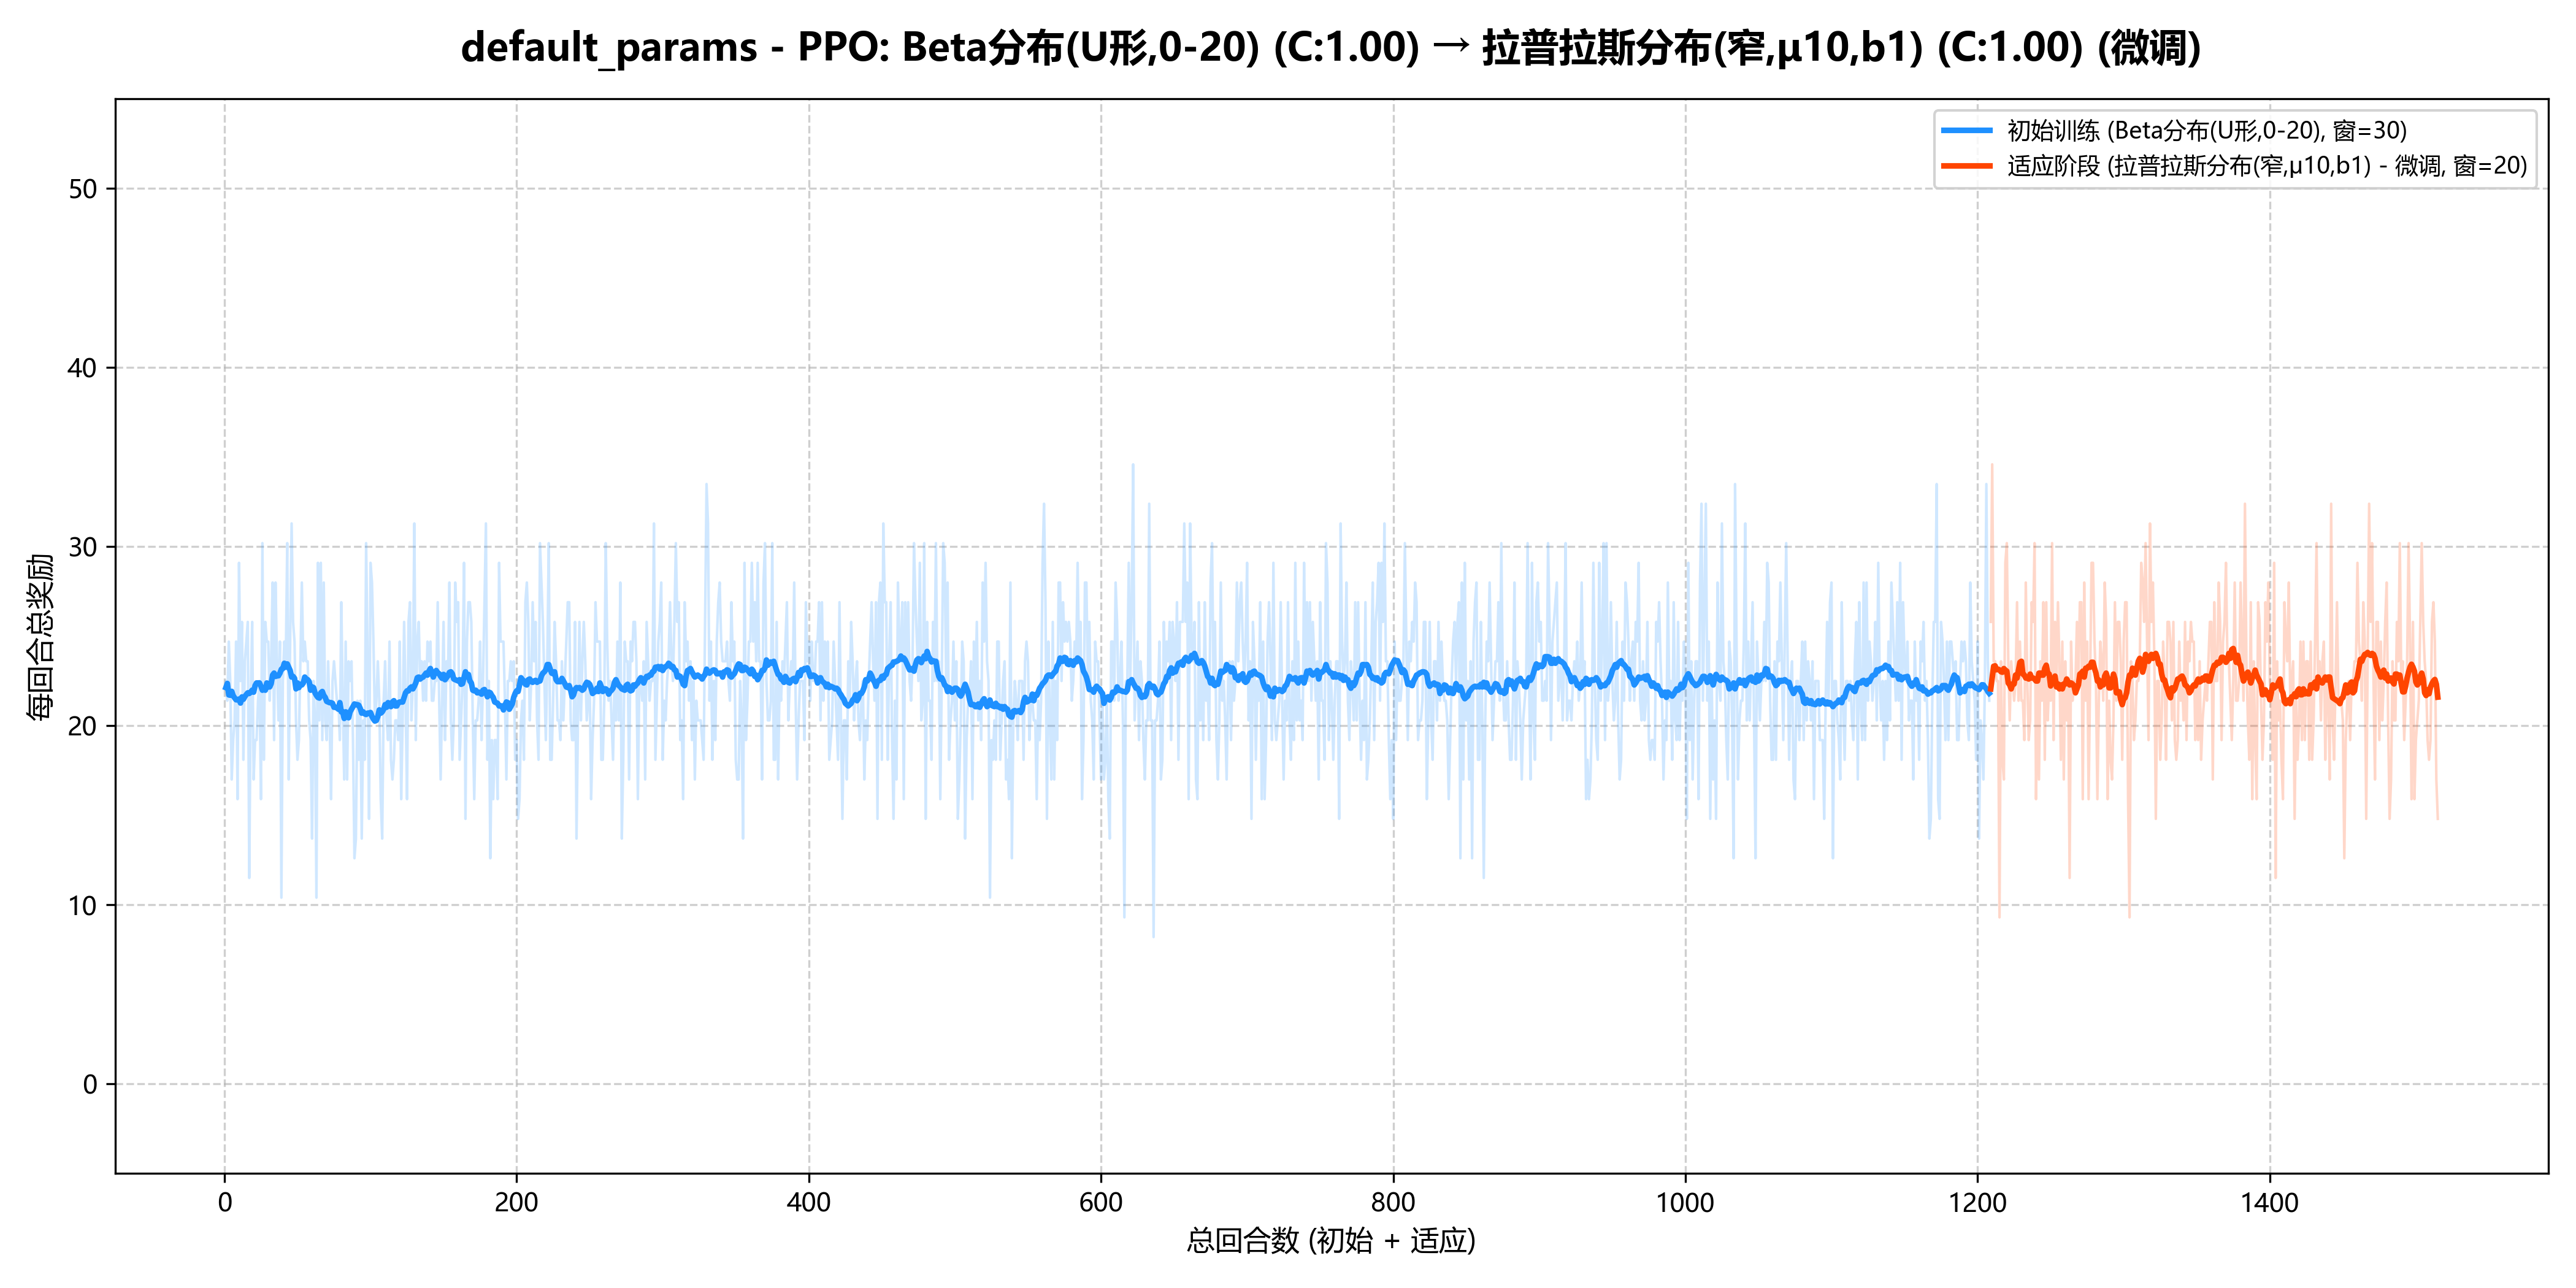 default_params - PPO: Beta分布(U形,0-20) (C:1.00) → 拉普拉斯分布(窄,μ10,b1) (C:1.00) (微调)
初始训练 (Beta分布(U形,0-20), 窗=30)
适应阶段 (拉普拉斯分布(窄,μ10,b1) - 微调, 窗=20)
每回合总奖励
50
40
30
20
10
0
0 200 400 600 800 1000 1200 1400
总回合数 (初始 + 适应)